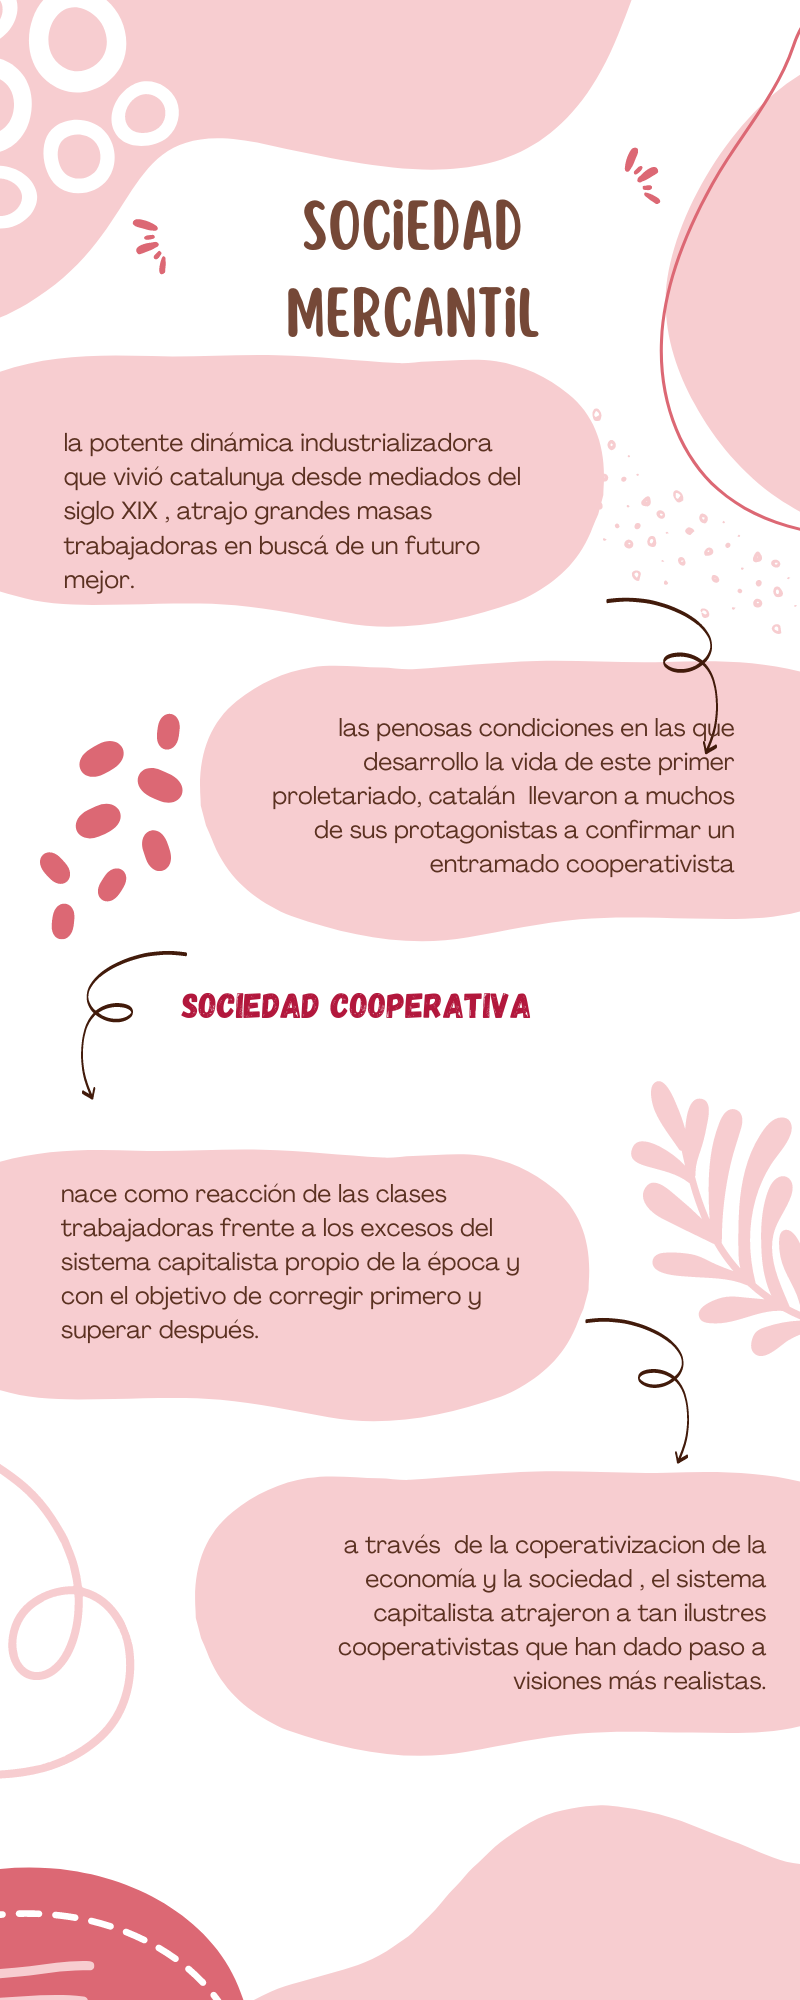 SOCiEDAD
MERCANTiL
la potente dinámica industrializadora
que vivió catalunya desde mediados del
siglo XIX , atrajo grandes masas
trabajadoras en buscá de un futuro
mejor.
las penosas condiciones en las que
desarrollo la vida de este primer
proletariado, catalán  llevaron a muchos
de sus protagonistas a confirmar un
entramado cooperativista
SOCIEDAD COOPERATIVA
nace como reacción de las clases
trabajadoras frente a los excesos del
sistema capitalista propio de la época y
con el objetivo de corregir primero y
superar después.
a través  de la coperativizacion de la
economía y la sociedad , el sistema
capitalista atrajeron a tan ilustres
cooperativistas que han dado paso a
visiones más realistas.